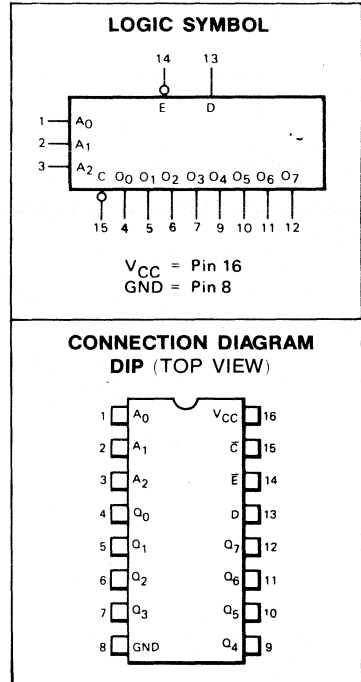 LOGIC SYMBOL
14 13
E D
1 A0
2 A1
3 A2
C O0 O1 O2 O3 O4 O5 O6 O7
15 4 5 6 7 9 10 11 12
VCC = Pin 16
GND = Pin 8
CONNECTION DIAGRAM
DIP (TOP VIEW)
1 A0 VCC 16
2 A1 C̅ 15
3 A2 E̅ 14
4 Q0 D 13
5 Q1 Q7 12
6 Q2 Q6 11
7 Q3 Q5 10
8 GND Q4 9